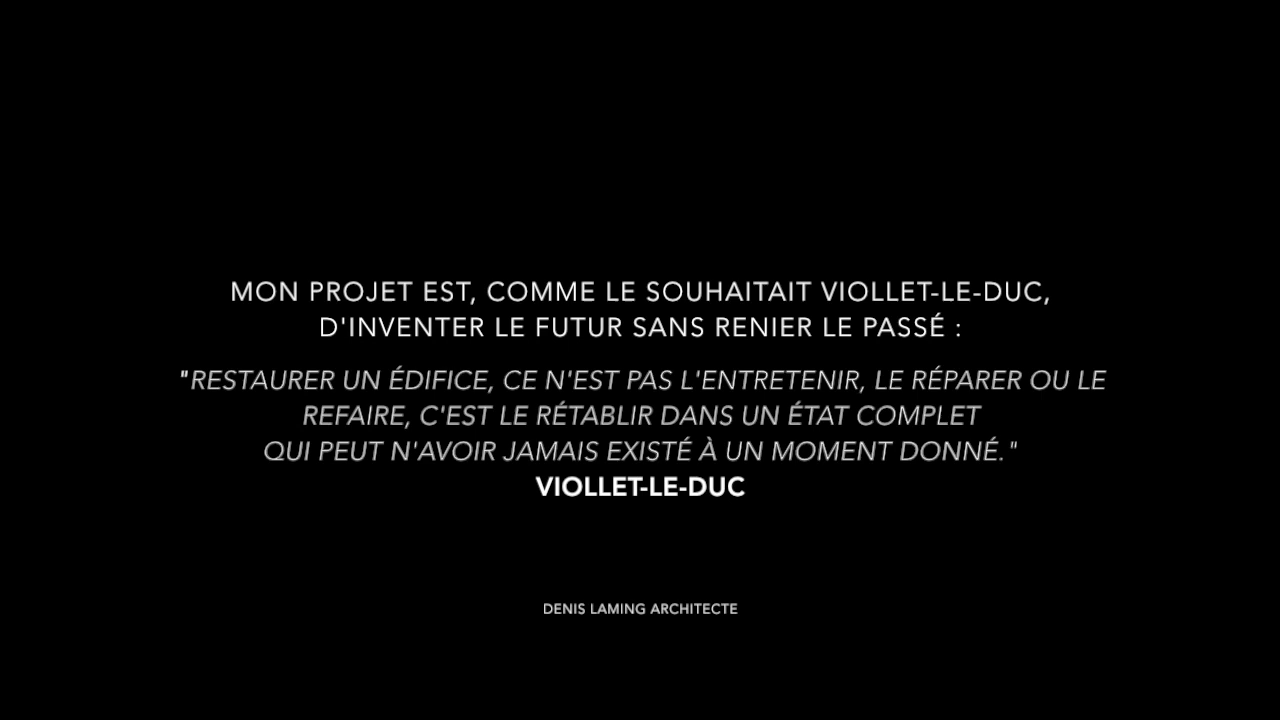 MON PROJET EST, COMME LE SOUHAITAIT VIOLLET-LE-DUC,
D'INVENTER LE FUTUR SANS RENIER LE PASSÉ :
"RESTAURER UN ÉDIFICE, CE N'EST PAS L'ENTRETENIR, LE RÉPARER OU LE
REFAIRE, C'EST LE RÉTABLIR DANS UN ÉTAT COMPLET
QUI PEUT N'AVOIR JAMAIS EXISTÉ À UN MOMENT DONNÉ."
VIOLLET-LE-DUC
DENIS LAMING ARCHITECTE